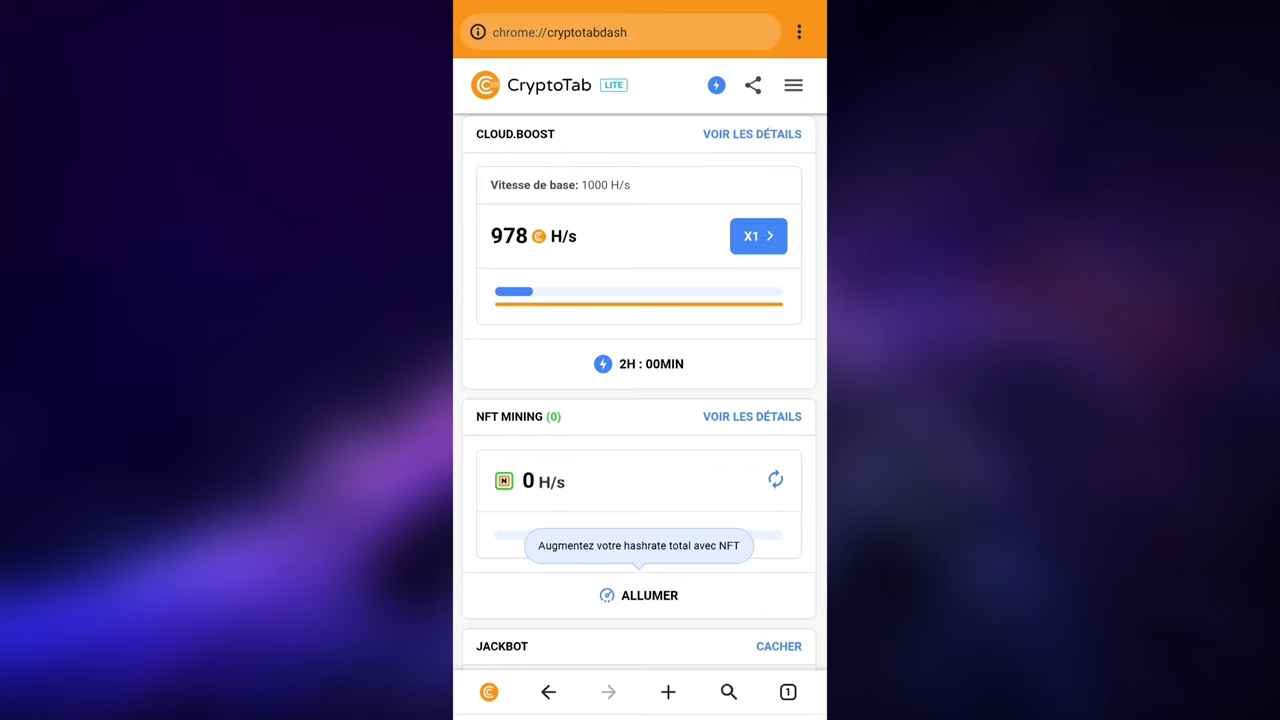 chrome://cryptotabdash
CryptoTab LITE
CLOUD.BOOST VOIR LES DÉTAILS
Vitesse de base: 1000 H/s
978 H/s X1
2H : 00MIN
NFT MINING (0) VOIR LES DÉTAILS
N 0 H/s
Augmentez votre hashrate total avec NFT
ALLUMER
JACKBOT CACHER
1